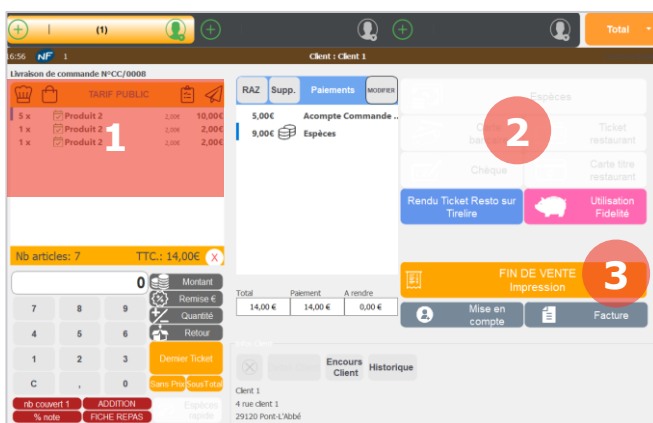 (1)
Total
6:56 NF 1 Client : Client 1
Livraison de commande N°CC/0008
TARIF PUBLIC
5 x Produit 2 2,00€ 10,00€
1 x Produit 2 2,00€ 2,00€
1 x Produit 2 2,00€ 2,00€
1
Nb articles: 7 TTC.: 14,00€ X
RAZ Supp. Paiements MODIFIER
5,00€ Acompte Commande ..
9,00€ Espèces
Total Paiement A rendre
14,00 € 14,00 € 0,00 €
Espèces
Carte bancaire
Ticket restaurant
2
Chèque
Carte titre restaurant
Rendu Ticket Resto sur Tirelire
Utilisation Fidélité
FIN DE VENTE
Impression
3
Mise en compte
Facture
0 Montant
7 8 9 Remise €
Quantité
4 5 6 Retour
1 2 3 Dernier Ticket
C , 0 Sans Prix SousTotal
nb couvert 1 ADDITION
% note FICHE REPAS
Espèces rapide
Encours Client
Historique
Client 1
4 rue client 1
29120 Pont-L'Abbé